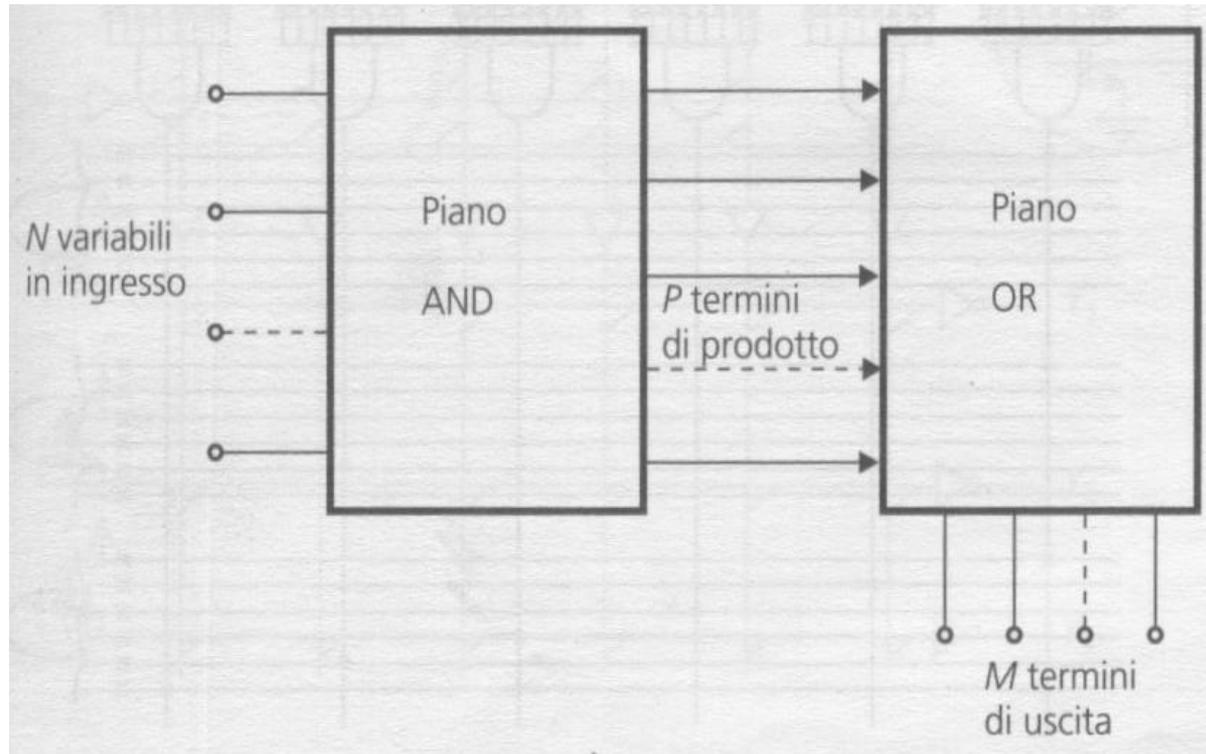 N variabili
in ingresso
Piano
AND
P termini
di prodotto
Piano
OR
M termini
di uscita